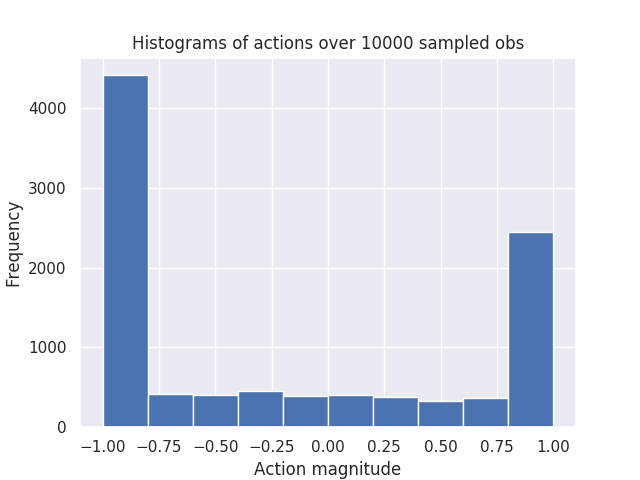 Histograms of actions over 10000 sampled obs
4000
3000
2000
1000
0
Frequency
−1.00 −0.75 −0.50 −0.25 0.00 0.25 0.50 0.75 1.00
Action magnitude